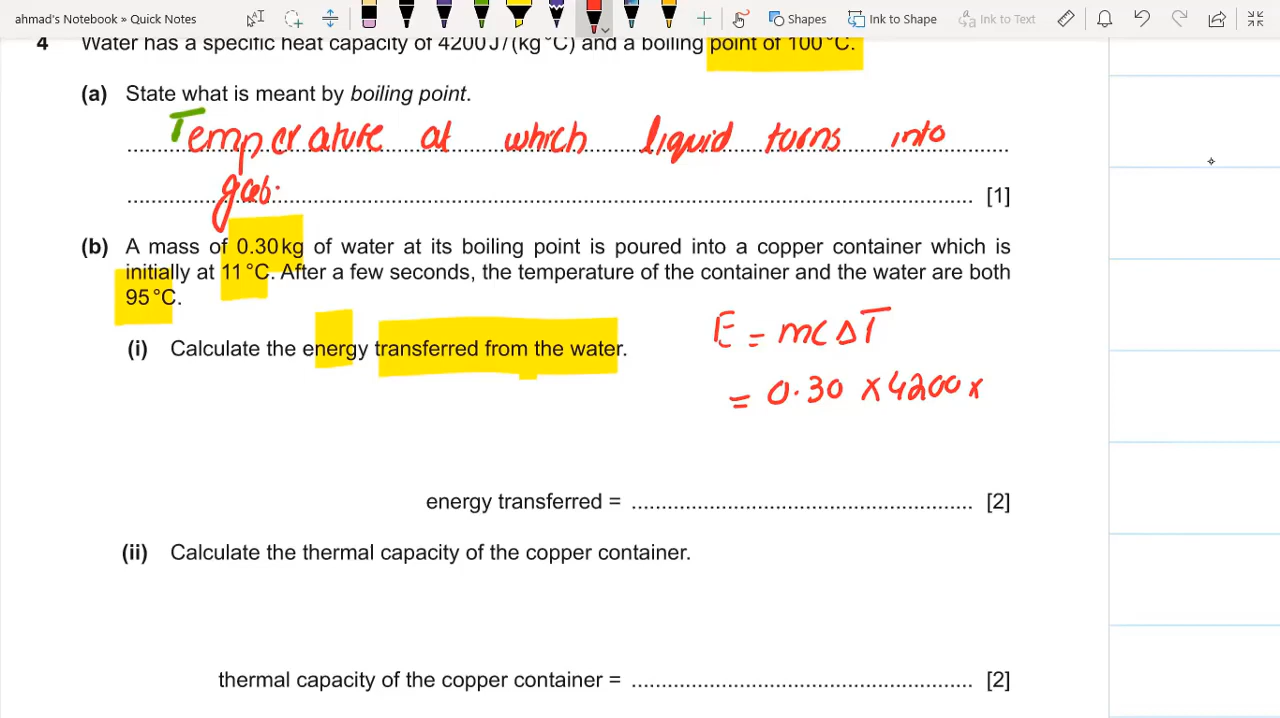 ahmad's Notebook » Quick Notes
Shapes
Ink to Shape
Ink to Text
4 Water has a specific heat capacity of 4200 J/(kg °C) and a boiling point of 100 °C.
(a) State what is meant by boiling point.
Temperature at which liquid turns into
gas. [1]
(b) A mass of 0.30 kg of water at its boiling point is poured into a copper container which is
initially at 11 °C. After a few seconds, the temperature of the container and the water are both
95 °C.
(i) Calculate the energy transferred from the water.
E = mcΔT
= 0.30 × 4200 ×
energy transferred = [2]
(ii) Calculate the thermal capacity of the copper container.
thermal capacity of the copper container = [2]